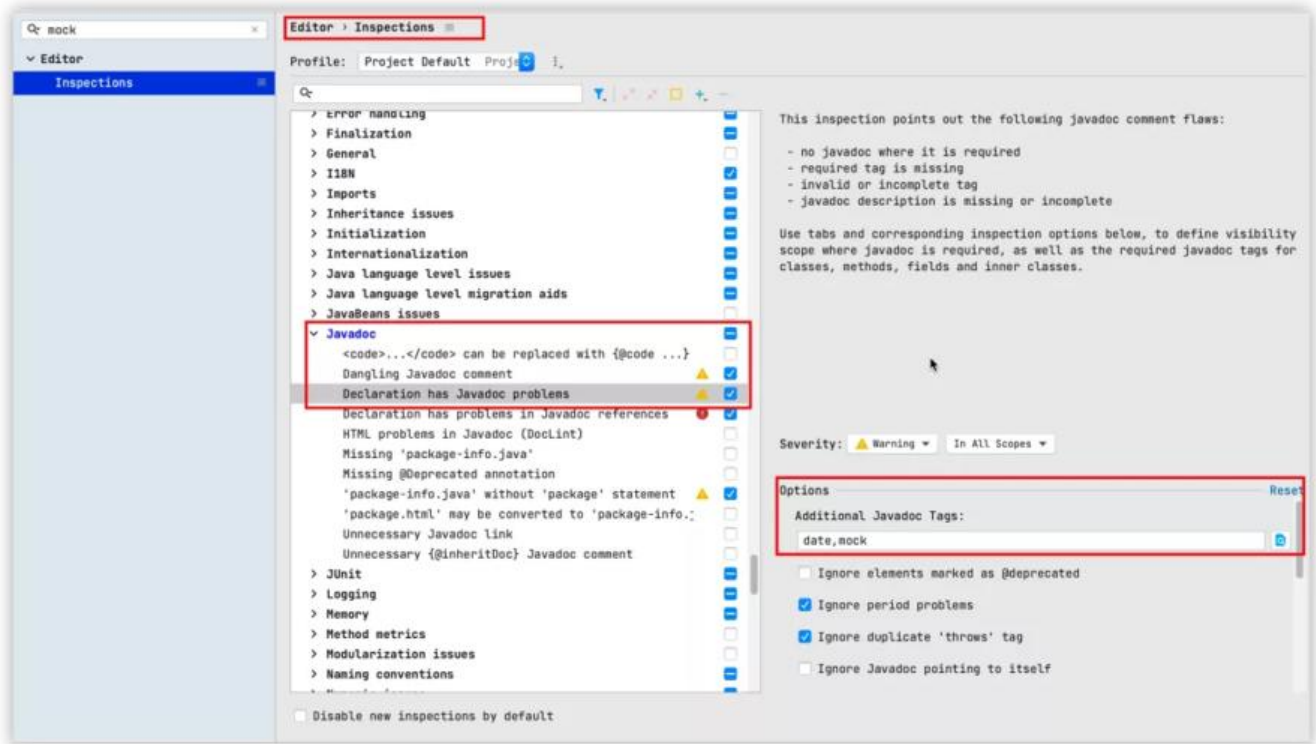 mock
Editor
Inspections
Editor › Inspections
Profile: Project Default
Error handling
Finalization
General
I18N
Imports
Inheritance issues
Initialization
Internationalization
Java language level issues
Java language level migration aids
JavaBeans issues
Javadoc
<code>...</code> can be replaced with {@code ...}
Dangling Javadoc comment
Declaration has Javadoc problems
Declaration has problems in Javadoc references
HTML problems in Javadoc (DocLint)
Missing 'package-info.java'
Missing @Deprecated annotation
'package-info.java' without 'package' statement
'package.html' may be converted to 'package-info.
Unnecessary Javadoc link
Unnecessary {@inheritDoc} Javadoc comment
JUnit
Logging
Memory
Method metrics
Modularization issues
Naming conventions
Disable new inspections by default
This inspection points out the following javadoc comment flaws:
- no javadoc where it is required
- required tag is missing
- invalid or incomplete tag
- javadoc description is missing or incomplete
Use tabs and corresponding inspection options below, to define visibility
scope where javadoc is required, as well as the required javadoc tags for
classes, methods, fields and inner classes.
Severity: Warning In All Scopes
Options Reset
Additional Javadoc Tags:
date,mock
Ignore elements marked as @deprecated
Ignore period problems
Ignore duplicate 'throws' tag
Ignore Javadoc pointing to itself